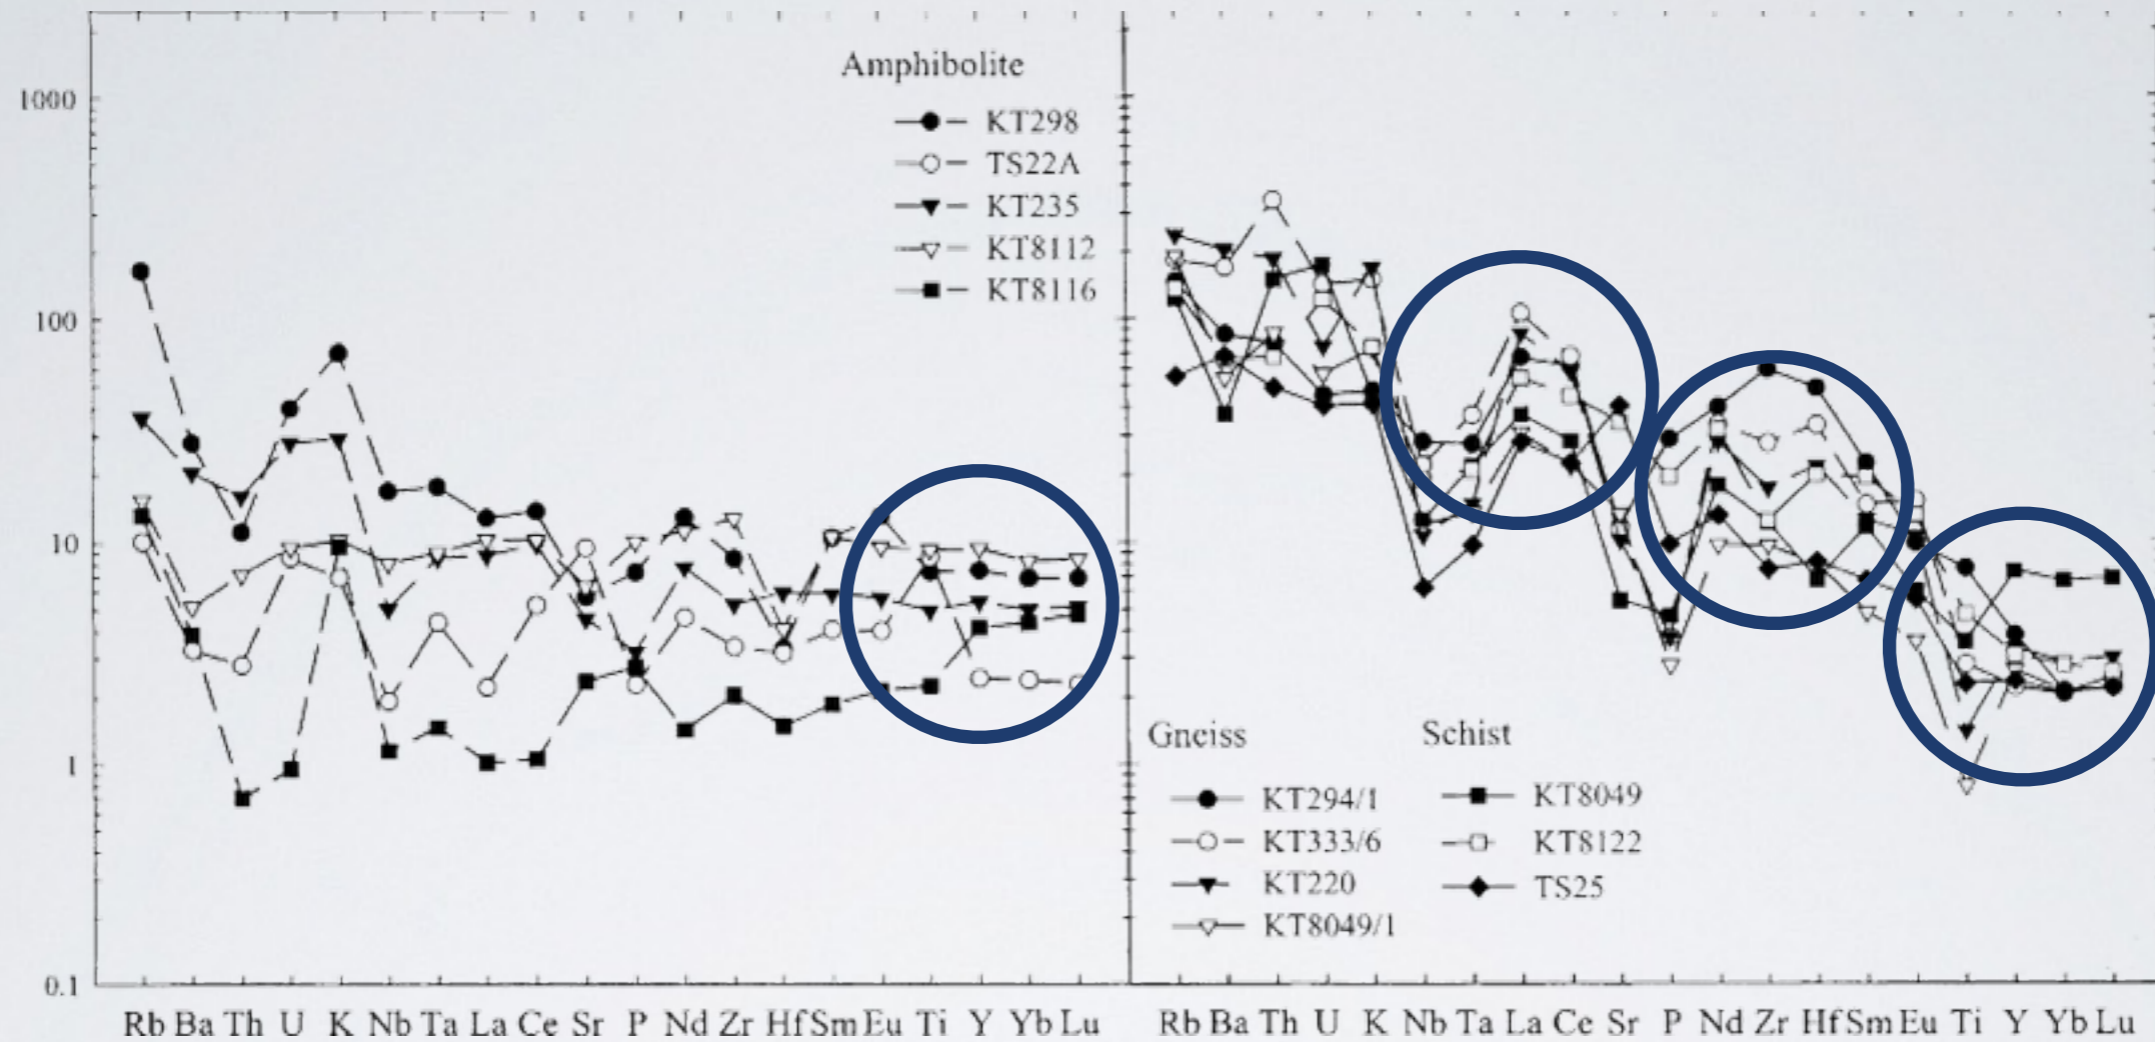 Amphibolite
KT298
TS22A
KT235
KT8112
KT8116
1000
100
10
1
0.1
Gneiss
KT294/1
KT333/6
KT220
KT8049/1
Schist
KT8049
KT8122
TS25
Rb Ba Th U K Nb Ta La Ce Sr P Nd Zr Hf Sm Eu Ti Y Yb Lu
Rb Ba Th U K Nb Ta La Ce Sr P Nd Zr Hf Sm Eu Ti Y Yb Lu